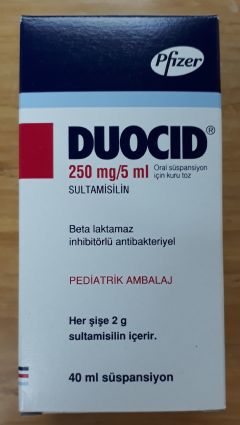 Pfizer
DUOCID®
250 mg/5 ml Oral süspansiyon
için kuru toz
SULTAMİSİLİN
Beta laktamaz
inhibitörlü antibakteriyel
PEDİATRİK AMBALAJ
Her şişe 2 g
sultamisilin içerir.
40 ml süspansiyon